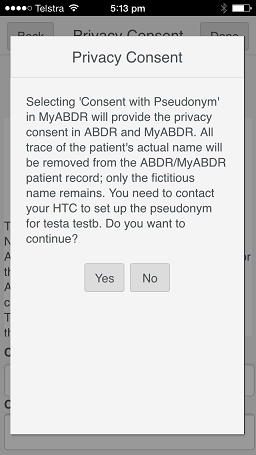 Telstra 5:13 pm
Back Privacy Consent Done
Privacy Consent
Selecting 'Consent with Pseudonym'
in MyABDR will provide the privacy
consent in ABDR and MyABDR. All
trace of the patient's actual name will
be removed from the ABDR/MyABDR
patient record; only the fictitious
name remains. You need to contact
your HTC to set up the pseudonym
for testa testb. Do you want to
continue?
Yes No